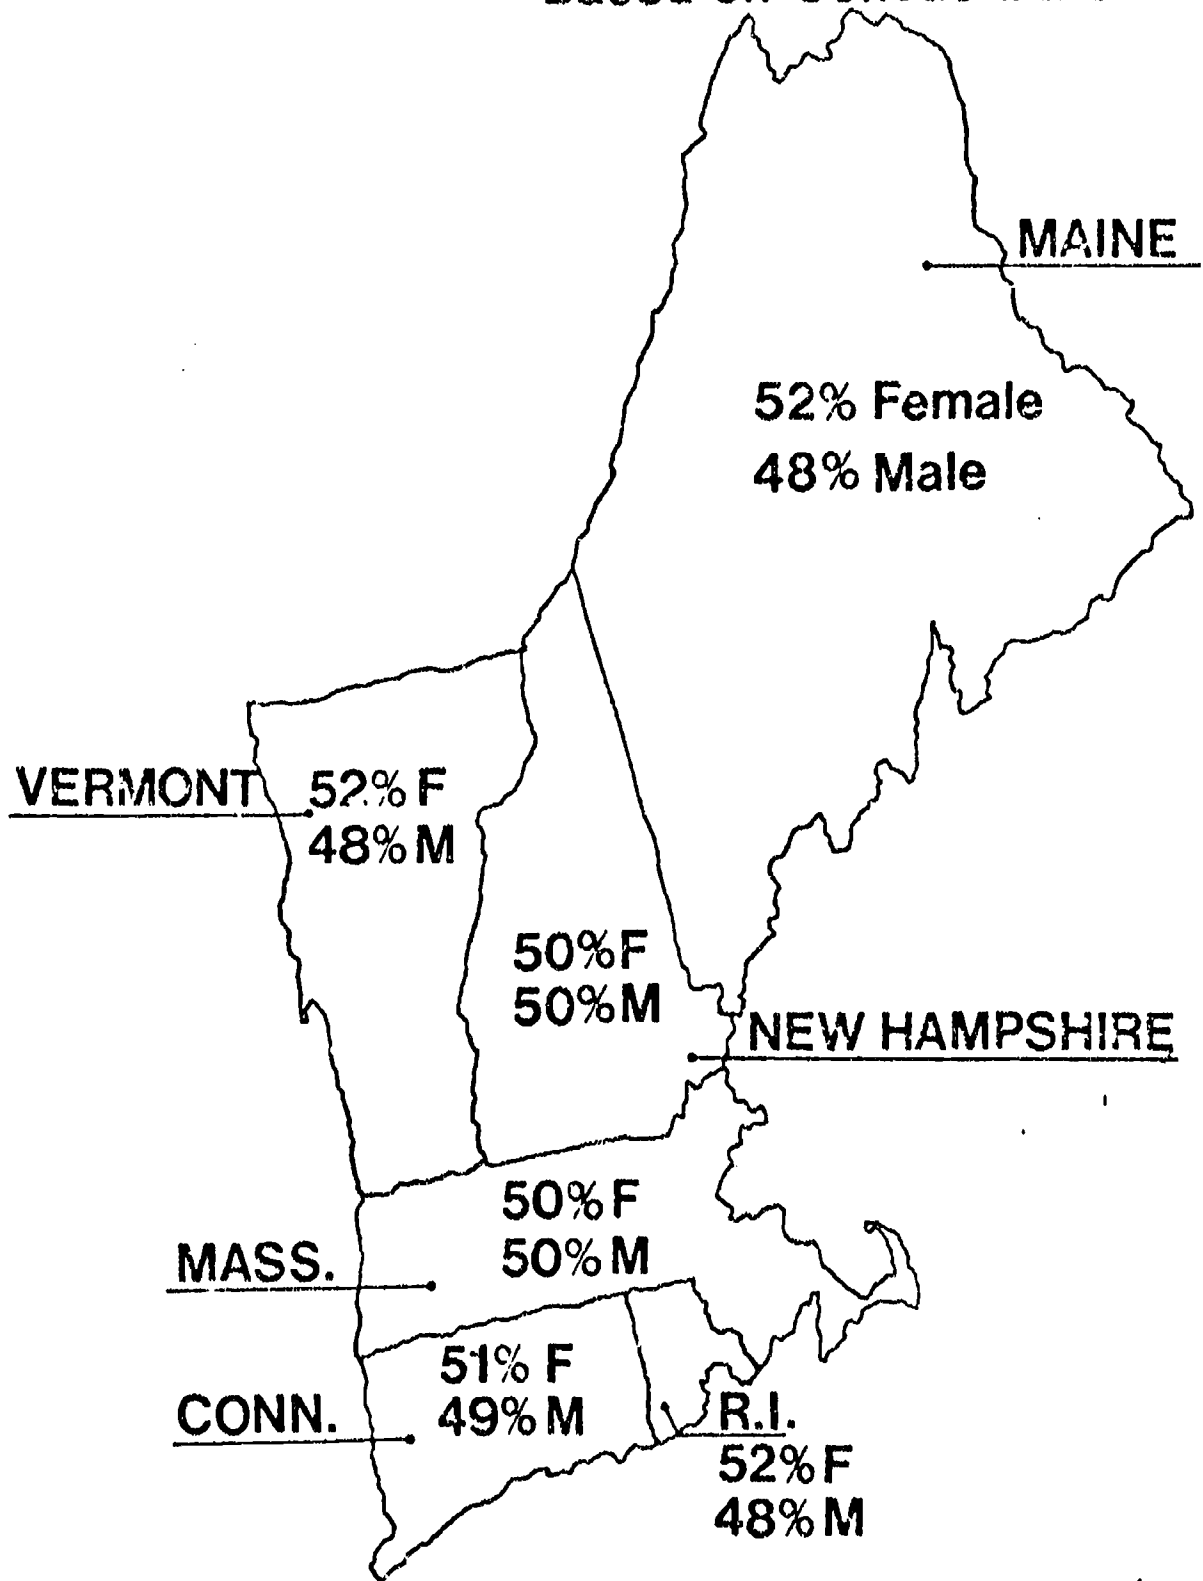 MAINE
52% Female
48% Male
VERMONT
52% F
48% M
50% F
50% M
NEW HAMPSHIRE
50% F
50% M
MASS.
51% F
49% M
CONN.
R.I.
52% F
48% M